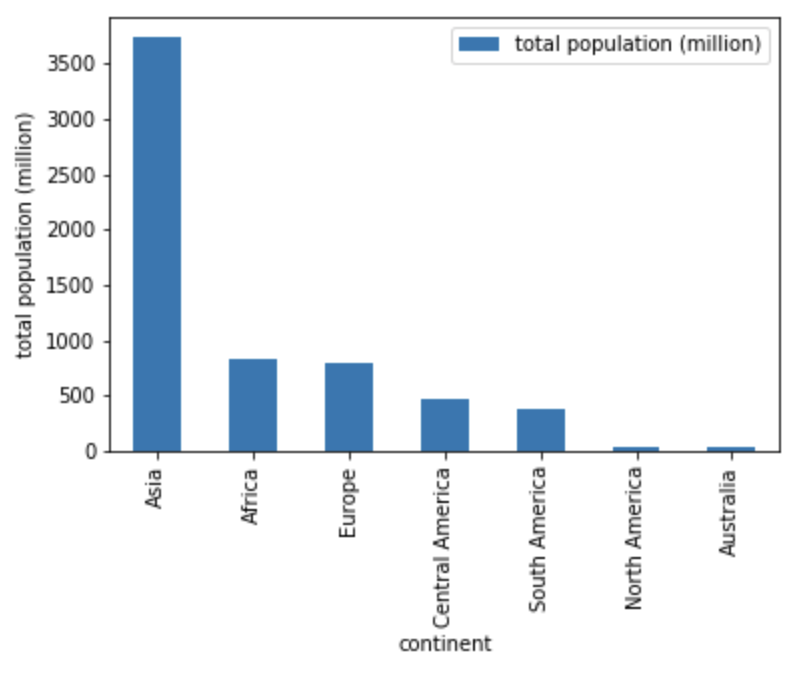 total population (million)
total population (million)
3500
3000
2500
2000
1500
1000
500
0
Asia
Africa
Europe
Central America
South America
North America
Australia
continent